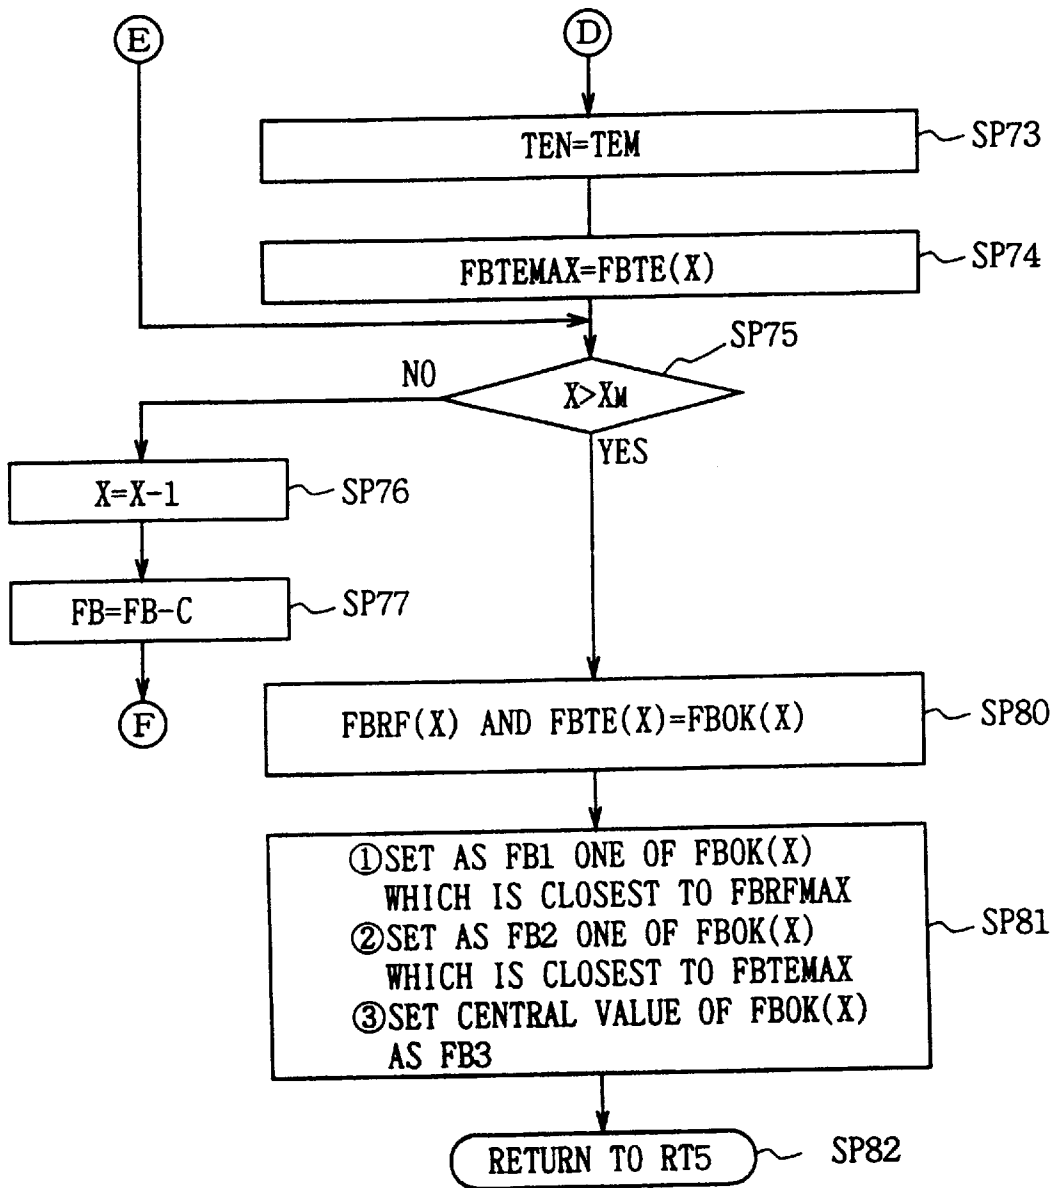 E
D
TEN=TEM
SP73
FBTEMAX=FBTE(X)
SP74
SP75
NO
X>XM
YES
X=X-1
SP76
FB=FB-C
SP77
F
FBRF(X) AND FBTE(X)=FBOK(X)
SP80
①SET AS FB1 ONE OF FBOK(X)
WHICH IS CLOSEST TO FBRFMAX
②SET AS FB2 ONE OF FBOK(X)
WHICH IS CLOSEST TO FBTEMAX
③SET CENTRAL VALUE OF FBOK(X)
AS FB3
SP81
RETURN TO RT5
SP82